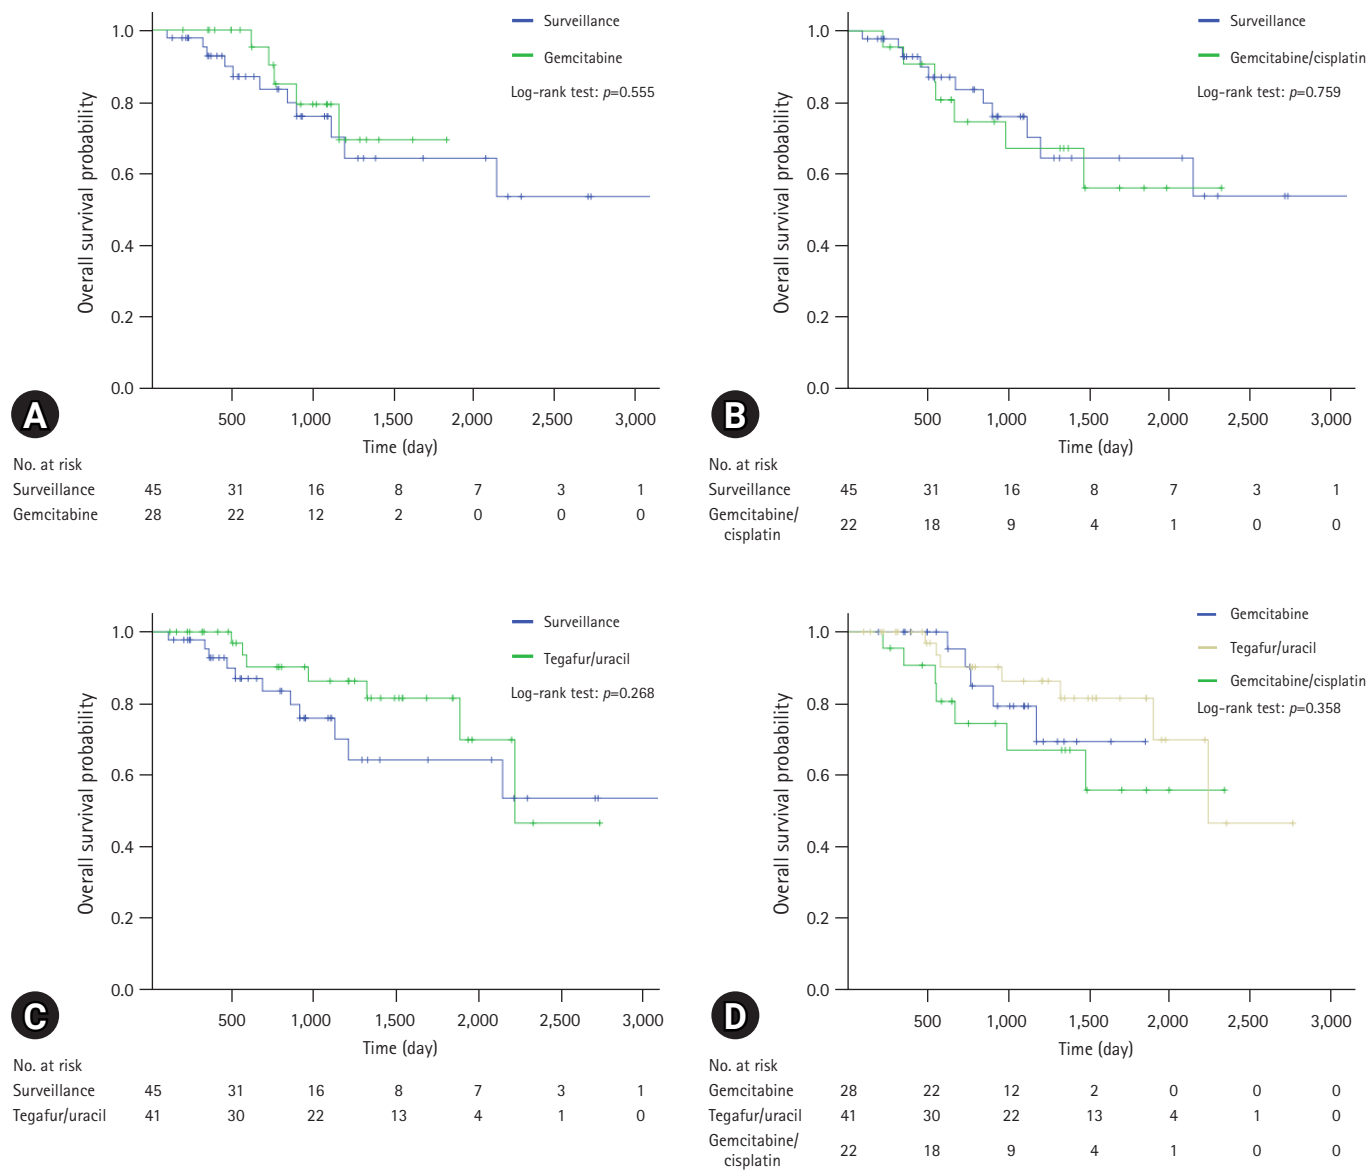 Surveillance
Gemcitabine
Log-rank test: p=0.555
Overall survival probability
1.0
0.8
0.6
0.4
0.2
0.0
500 1,000 1,500 2,000 2,500 3,000
Time (day)
A
No. at risk
Surveillance 45 31 16 8 7 3 1
Gemcitabine 28 22 12 2 0 0 0
Surveillance
Gemcitabine/cisplatin
Log-rank test: p=0.759
Overall survival probability
1.0
0.8
0.6
0.4
0.2
0.0
500 1,000 1,500 2,000 2,500 3,000
Time (day)
B
No. at risk
Surveillance 45 31 16 8 7 3 1
Gemcitabine/
cisplatin 22 18 9 4 1 0 0
Surveillance
Tegafur/uracil
Log-rank test: p=0.268
Overall survival probability
1.0
0.8
0.6
0.4
0.2
0.0
500 1,000 1,500 2,000 2,500 3,000
Time (day)
C
No. at risk
Surveillance 45 31 16 8 7 3 1
Tegafur/uracil 41 30 22 13 4 1 0
Gemcitabine
Tegafur/uracil
Gemcitabine/cisplatin
Log-rank test: p=0.358
Overall survival probability
1.0
0.8
0.6
0.4
0.2
0.0
500 1,000 1,500 2,000 2,500 3,000
Time (day)
D
No. at risk
Gemcitabine 28 22 12 2 0 0 0
Tegafur/uracil 41 30 22 13 4 1 0
Gemcitabine/
cisplatin 22 18 9 4 1 0 0